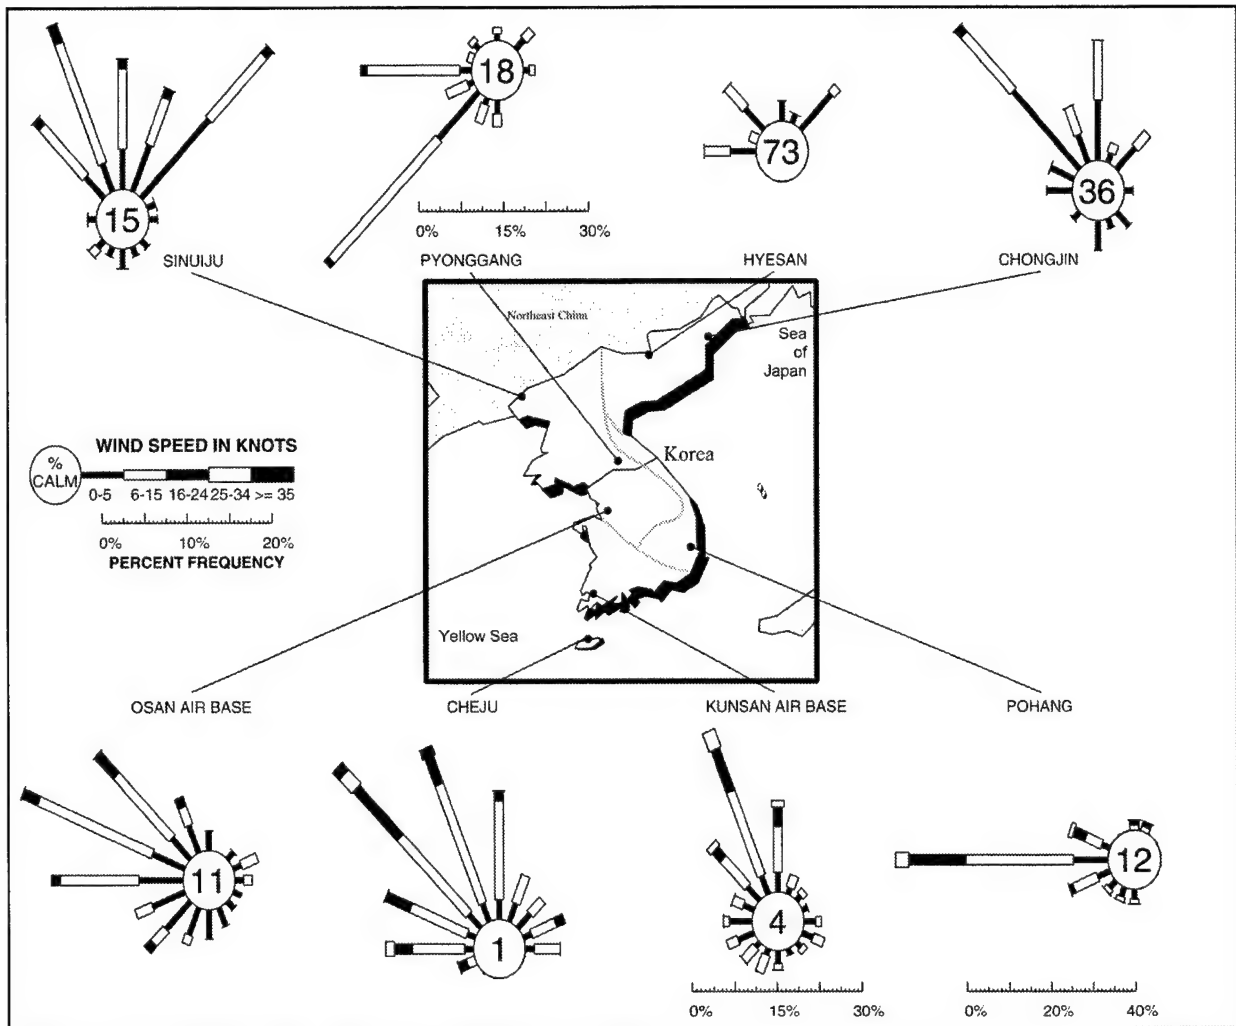 15
18
73
36
0% 15% 30%
SINUIJU
PYONGGANG
HYESAN
CHONGJIN
Northeast China
Sea
of
Japan
Korea
WIND SPEED IN KNOTS
%
CALM
0-5 6-15 16-24 25-34 >= 35
0% 10% 20%
PERCENT FREQUENCY
Yellow Sea
OSAN AIR BASE
CHEJU
KUNSAN AIR BASE
POHANG
11
1
4
12
0% 15% 30%
0% 20% 40%